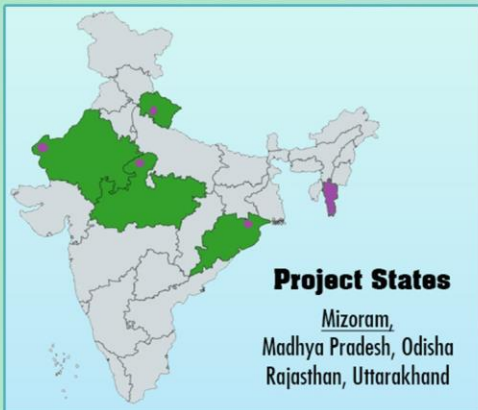 Project States
Mizoram,
Madhya Pradesh, Odisha
Rajasthan, Uttarakhand